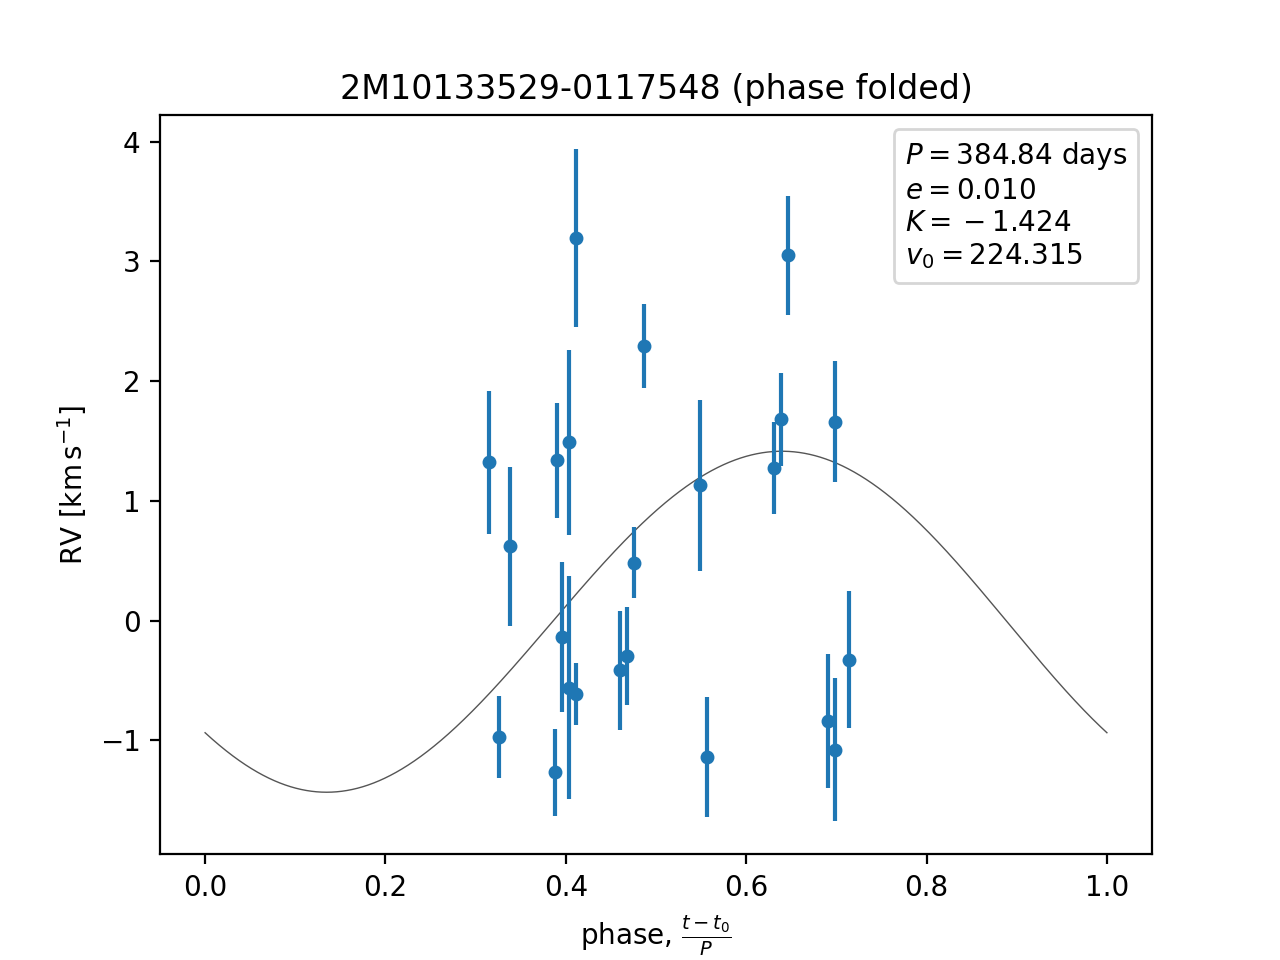 2M10133529-0117548 (phase folded)
P = 384.84 days
e = 0.010
K = −1.424
v₀ = 224.315
RV [km s⁻¹]
4
3
2
1
0
−1
0.0 0.2 0.4 0.6 0.8 1.0
phase, (t − t₀)/P